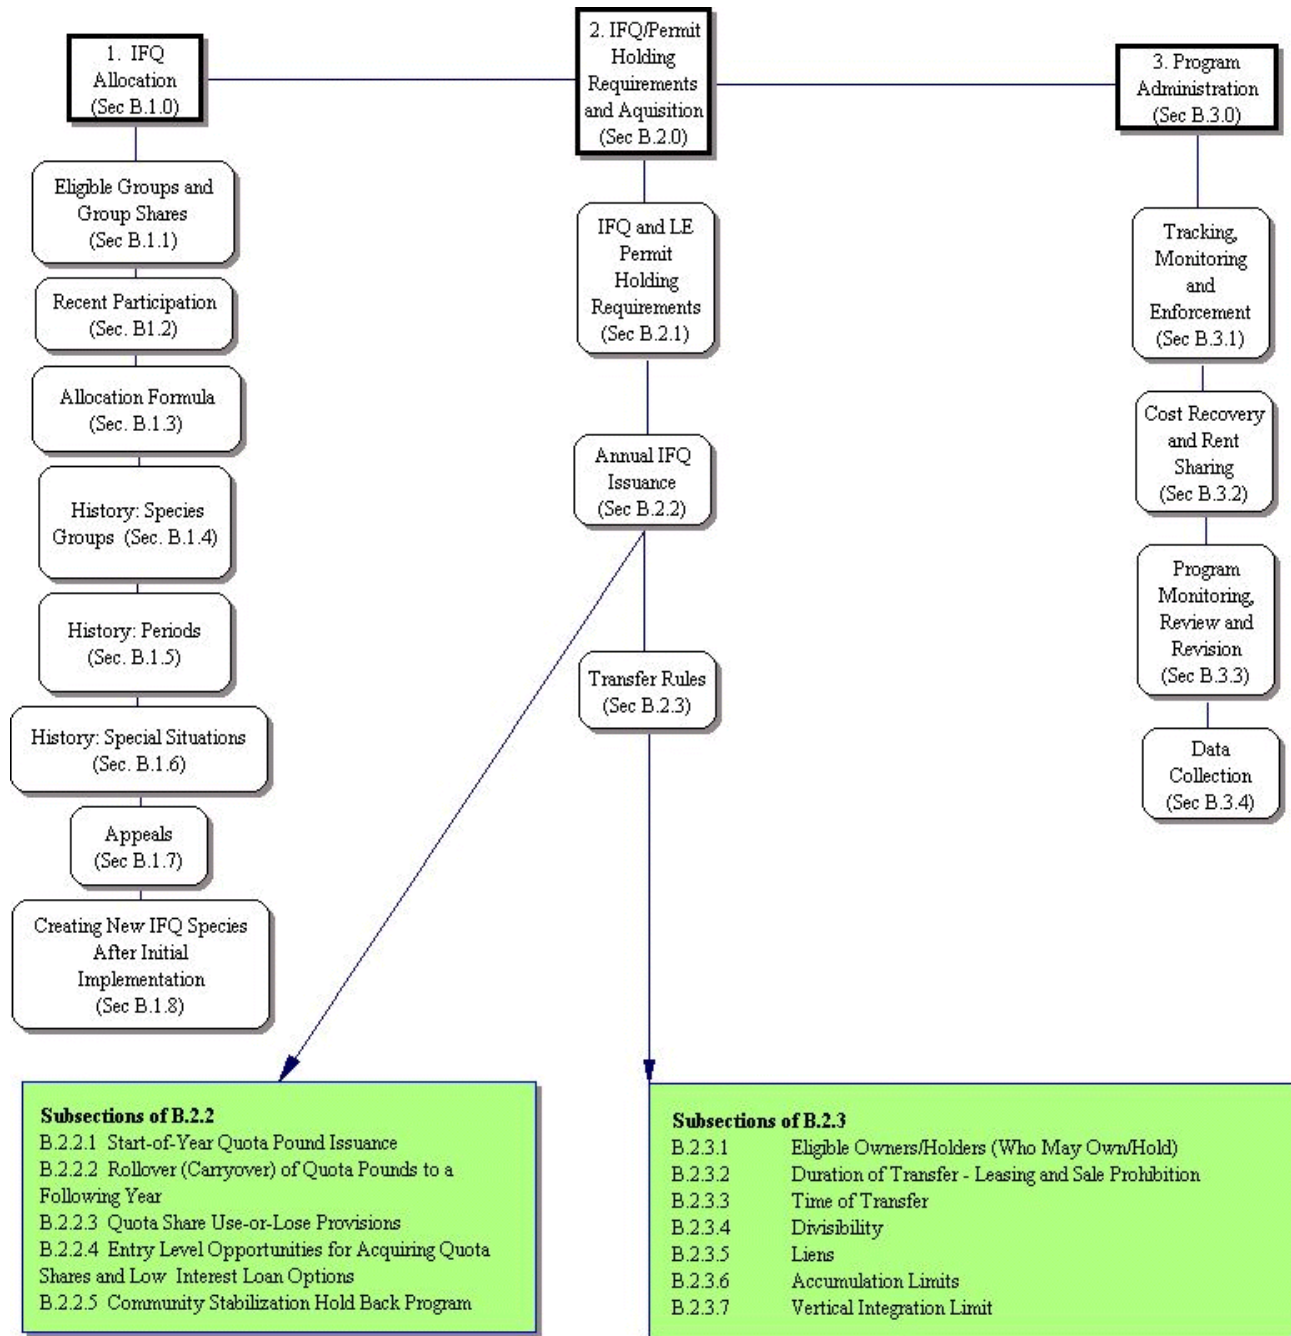 1. IFQ
Allocation
(Sec B.1.0)
2. IFQ/Permit
Holding
Requirements
and Aquisition
(Sec B.2.0)
3. Program
Administration
(Sec B.3.0)
Eligible Groups and
Group Shares
(Sec B.1.1)
Recent Participation
(Sec. B1.2)
Allocation Formula
(Sec. B.1.3)
History: Species
Groups (Sec. B.1.4)
History: Periods
(Sec. B.1.5)
History: Special Situations
(Sec. B.1.6)
Appeals
(Sec B.1.7)
Creating New IFQ Species
After Initial
Implementation
(Sec B.1.8)
IFQ and LE
Permit
Holding
Requirements
(Sec B.2.1)
Annual IFQ
Issuance
(Sec B.2.2)
Transfer Rules
(Sec B.2.3)
Tracking,
Monitoring
and
Enforcement
(Sec B.3.1)
Cost Recovery
and Rent
Sharing
(Sec B.3.2)
Program
Monitoring,
Review and
Revision
(Sec B.3.3)
Data
Collection
(Sec B.3.4)
Subsections of B.2.2
B.2.2.1 Start-of-Year Quota Pound Issuance
B.2.2.2 Rollover (Carryover) of Quota Pounds to a
Following Year
B.2.2.3 Quota Share Use-or-Lose Provisions
B.2.2.4 Entry Level Opportunities for Acquiring Quota
Shares and Low Interest Loan Options
B.2.2.5 Community Stabilization Hold Back Program
Subsections of B.2.3
B.2.3.1 Eligible Owners/Holders (Who May Own/Hold)
B.2.3.2 Duration of Transfer - Leasing and Sale Prohibition
B.2.3.3 Time of Transfer
B.2.3.4 Divisibility
B.2.3.5 Liens
B.2.3.6 Accumulation Limits
B.2.3.7 Vertical Integration Limit